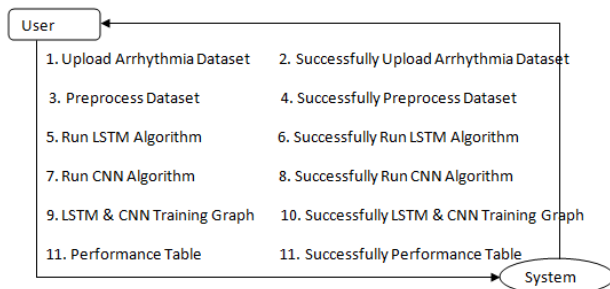 User
1. Upload Arrhythmia Dataset 2. Successfully Upload Arrhythmia Dataset
3. Preprocess Dataset 4. Successfully Preprocess Dataset
5. Run LSTM Algorithm 6. Successfully Run LSTM Algorithm
7. Run CNN Algorithm 8. Successfully Run CNN Algorithm
9. LSTM & CNN Training Graph 10. Successfully LSTM & CNN Training Graph
11. Performance Table 11. Successfully Performance Table
System